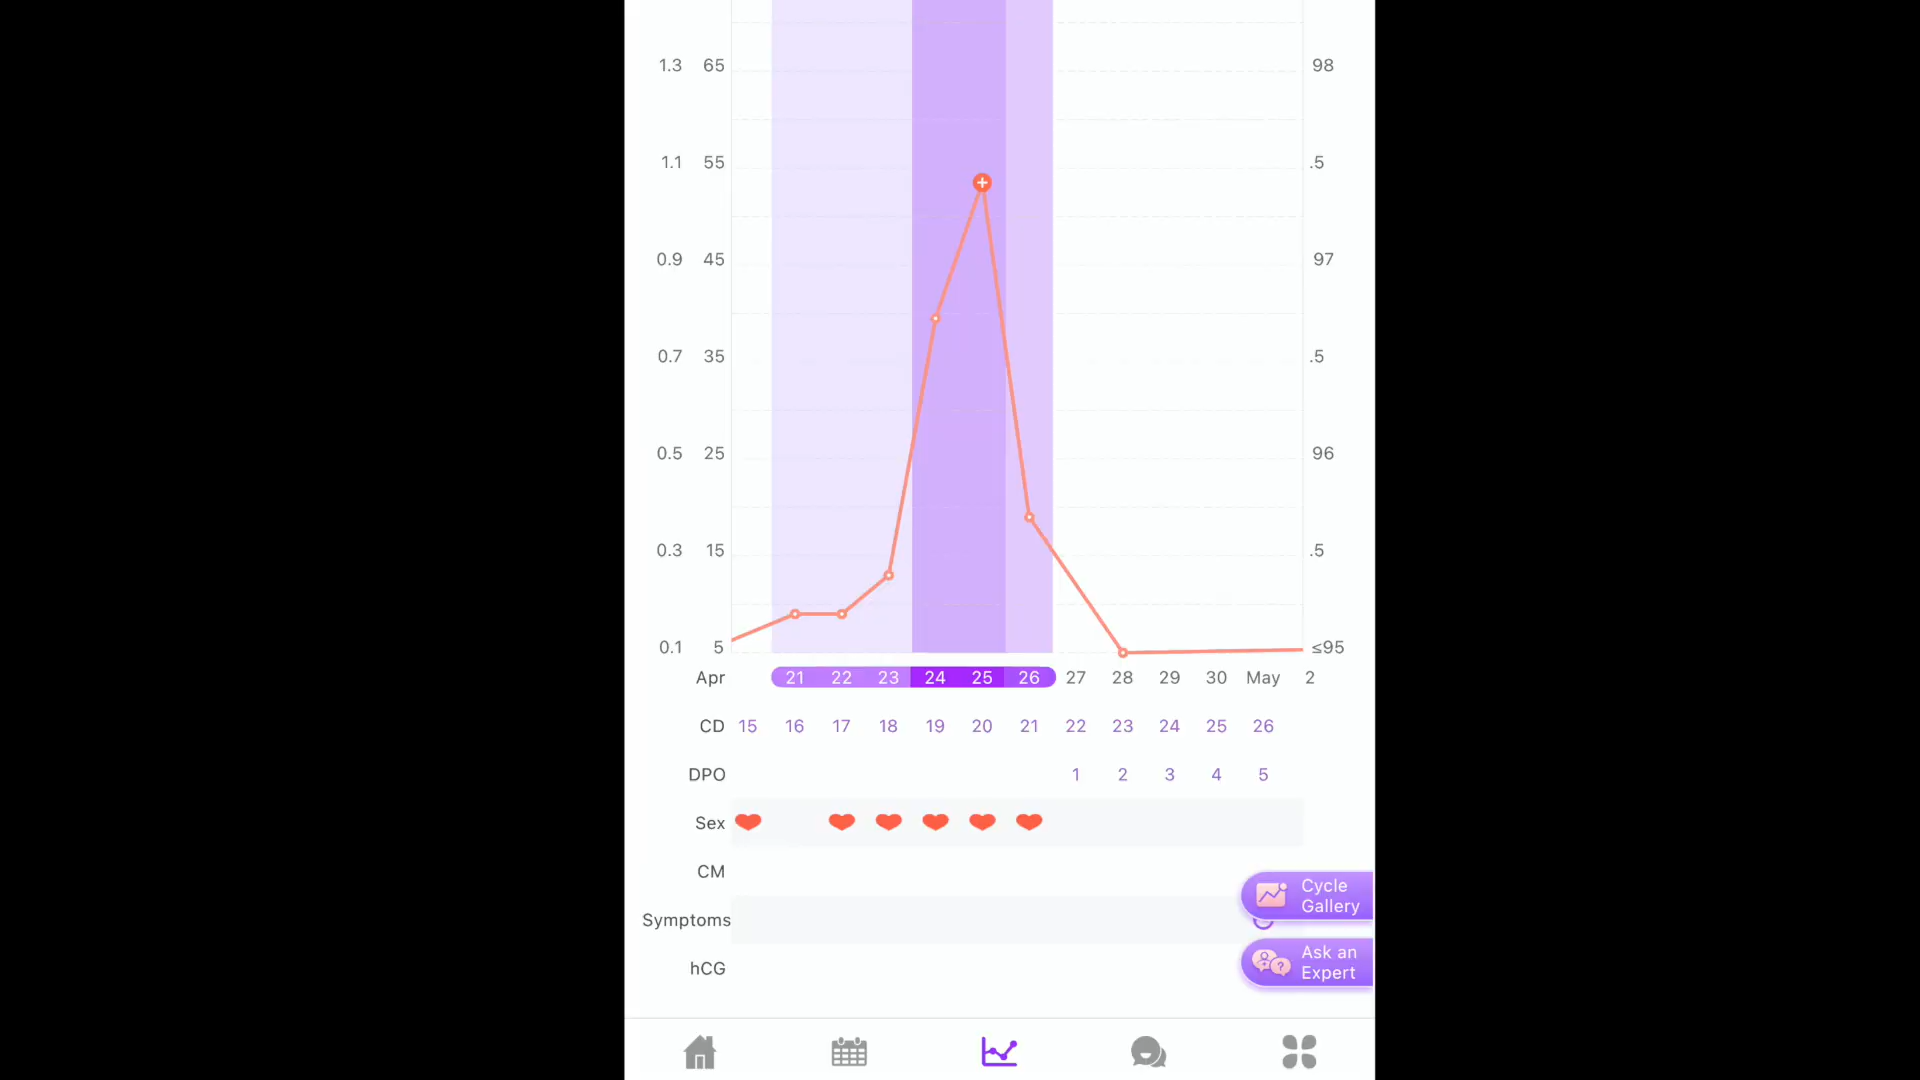 1.3 65 98
1.1 55 .5
0.9 45 97
0.7 35 .5
0.5 25 96
0.3 15 .5
0.1 5 ≤95
Apr 21 22 23 24 25 26 27 28 29 30 May 2
CD 15 16 17 18 19 20 21 22 23 24 25 26
DPO 1 2 3 4 5
Sex
CM
Cycle
Gallery
Symptoms
Ask an
Expert
hCG